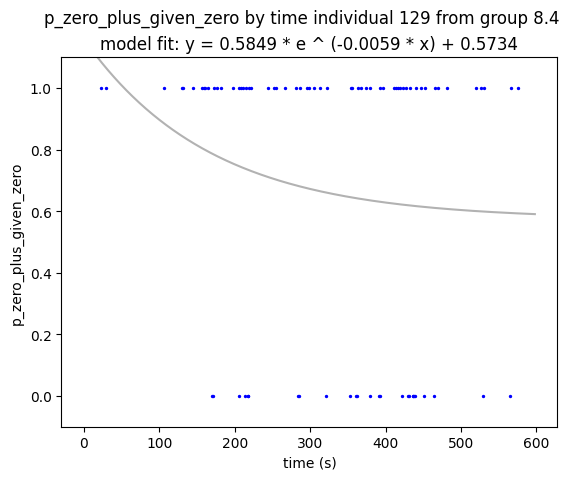 p_zero_plus_given_zero by time individual 129 from group 8.4
model fit: y = 0.5849 * e ^ (-0.0059 * x) + 0.5734
p_zero_plus_given_zero
1.0
0.8
0.6
0.4
0.2
0.0
0 100 200 300 400 500 600
time (s)